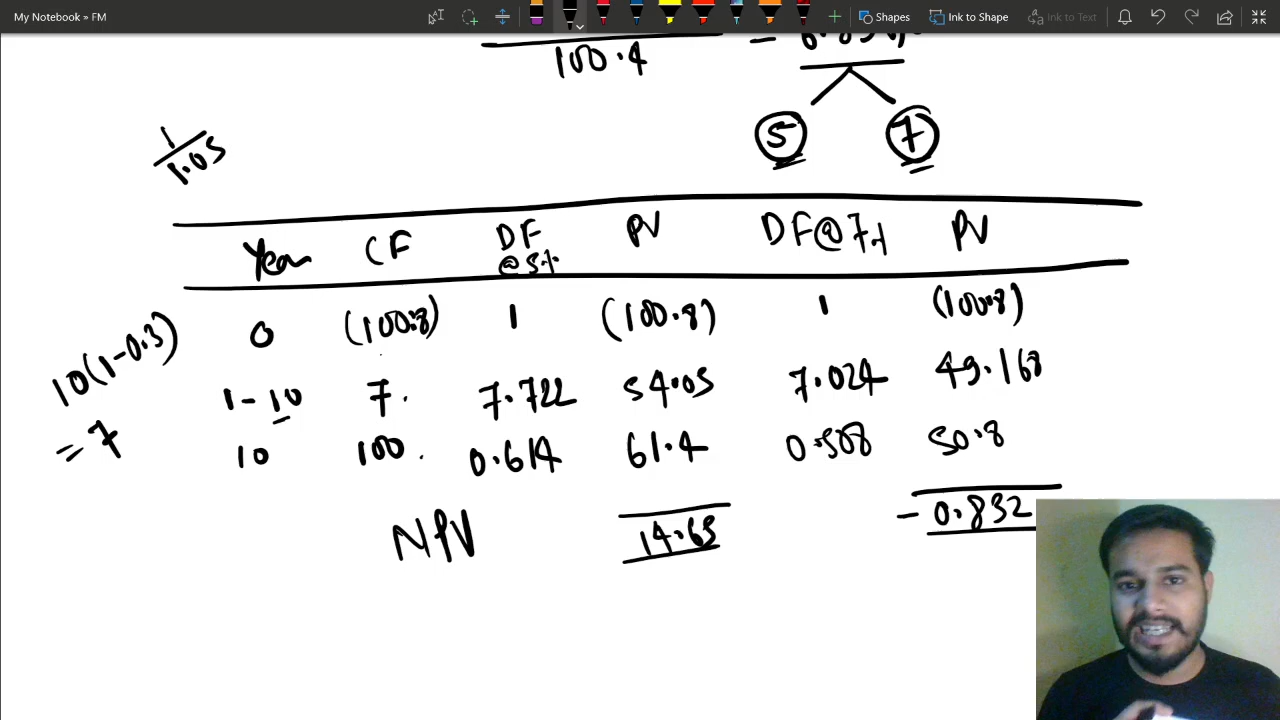 My Notebook » FM
Shapes
Ink to Shape
Ink to Text
100.4
5 7
1
1.05
Year CF DF @5% PV DF@7% PV
0 (100.8) 1 (100.8) 1 (100.8)
10(1-0.3)
1-10 7. 7.722 54.05 7.024 49.168
= 7
10 100. 0.614 61.4 0.508 50.8
NPV 14.65 -0.832